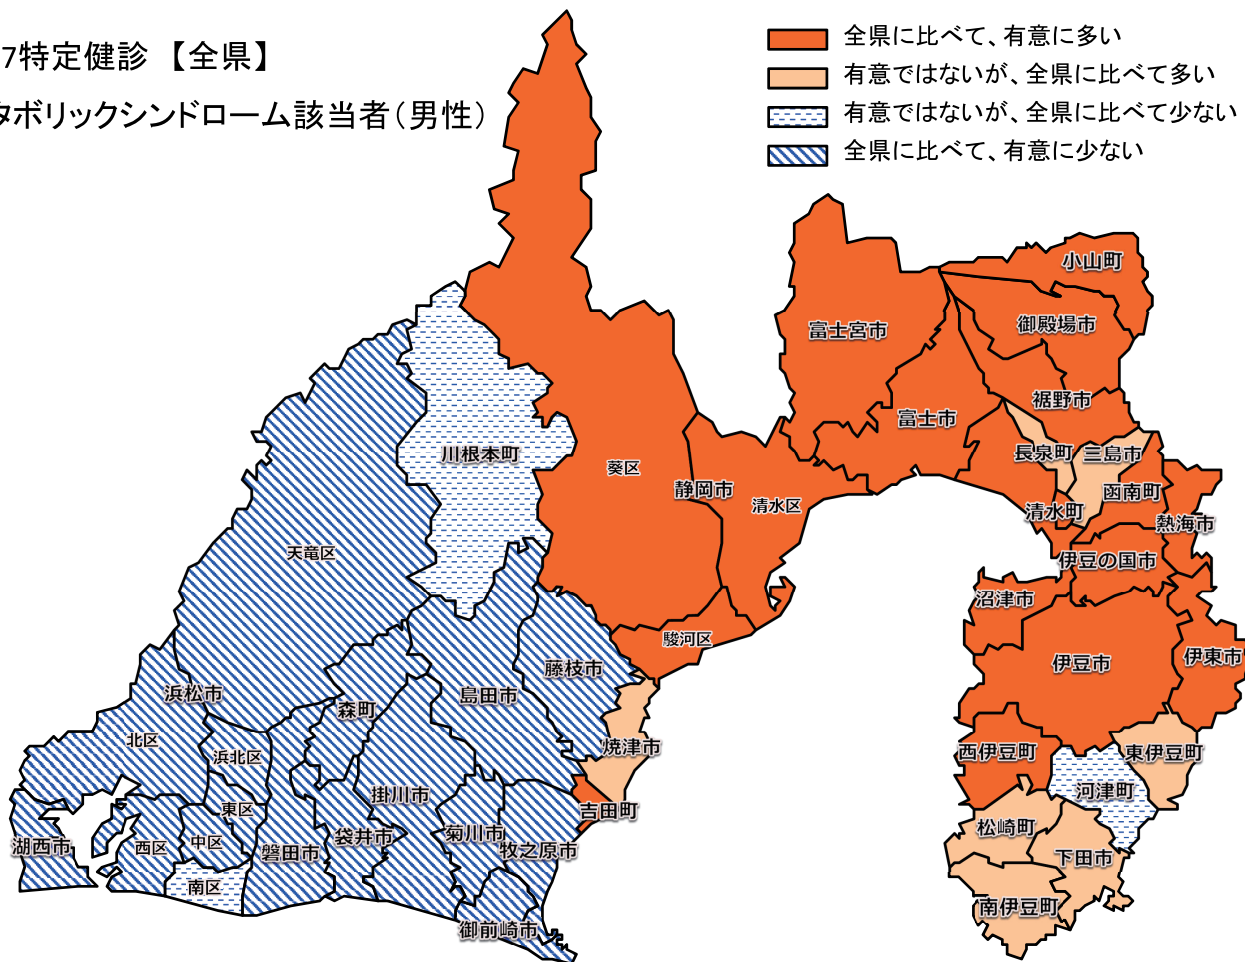 7特定健診 【全県】
タボリックシンドローム該当者(男性)
全県に比べて、有意に多い
有意ではないが、全県に比べて多い
有意ではないが、全県に比べて少ない
全県に比べて、有意に少ない
小山町
御殿場市
富士宮市
裾野市
富士市
長泉町
三島市
川根本町
葵区
静岡市
清水区
函南町
清水町
熱海市
天竜区
伊豆の国市
沼津市
駿河区
伊豆市
伊東市
藤枝市
島田市
浜松市
森町
北区
浜北区
焼津市
西伊豆町
東伊豆町
掛川市
河津町
東区
吉田町
松崎町
湖西市
西区
中区
磐田市
袋井市
菊川市
牧之原市
下田市
南区
南伊豆町
御前崎市